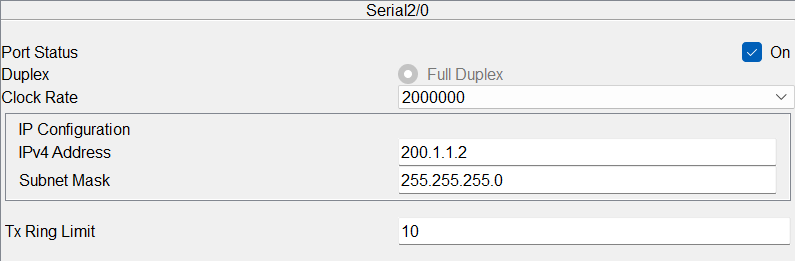 Serial2/0
Port Status On
Duplex Full Duplex
Clock Rate 2000000
IP Configuration
IPv4 Address 200.1.1.2
Subnet Mask 255.255.255.0
Tx Ring Limit 10